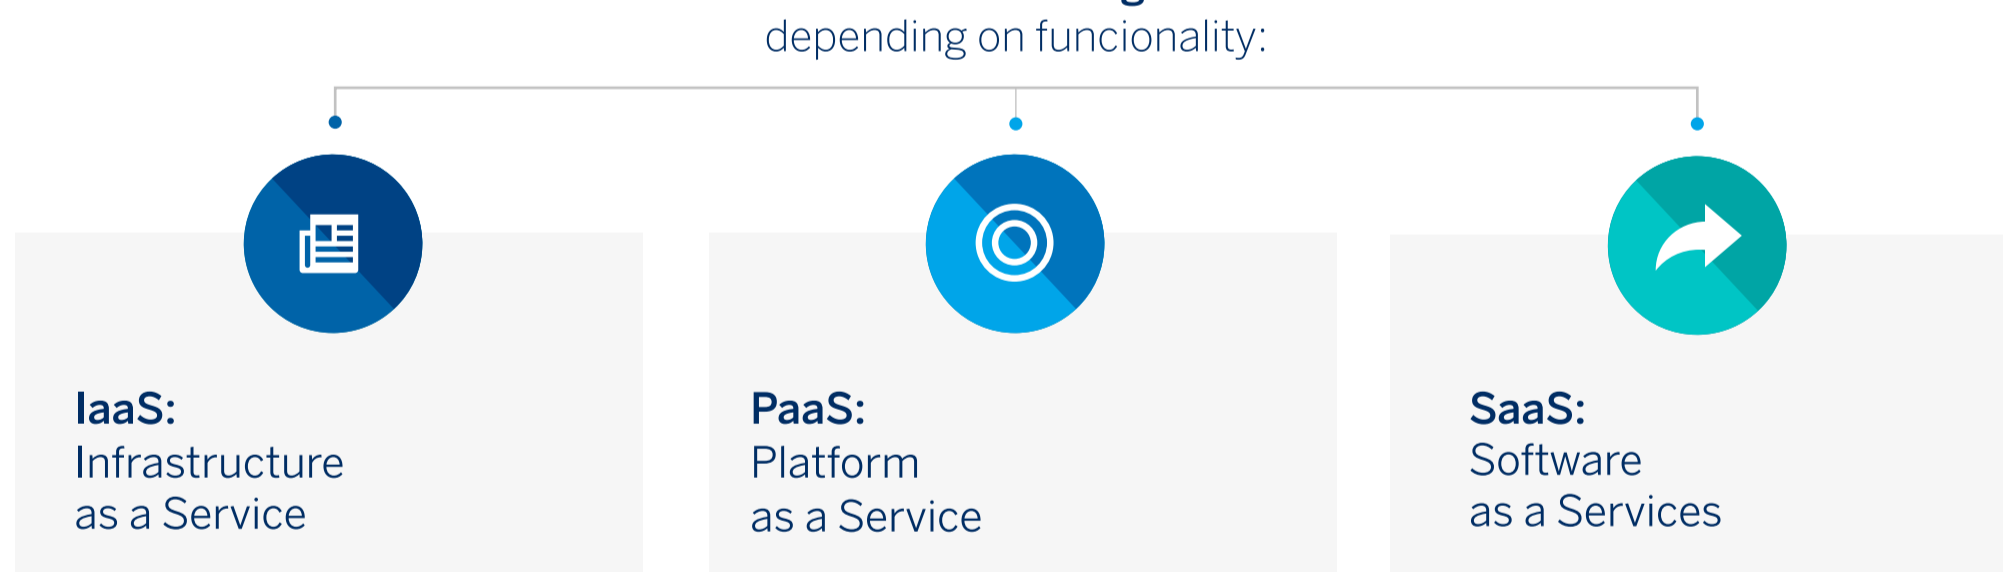 depending on funcionality:
IaaS:
Infrastructure
as a Service
PaaS:
Platform
as a Service
SaaS:
Software
as a Services